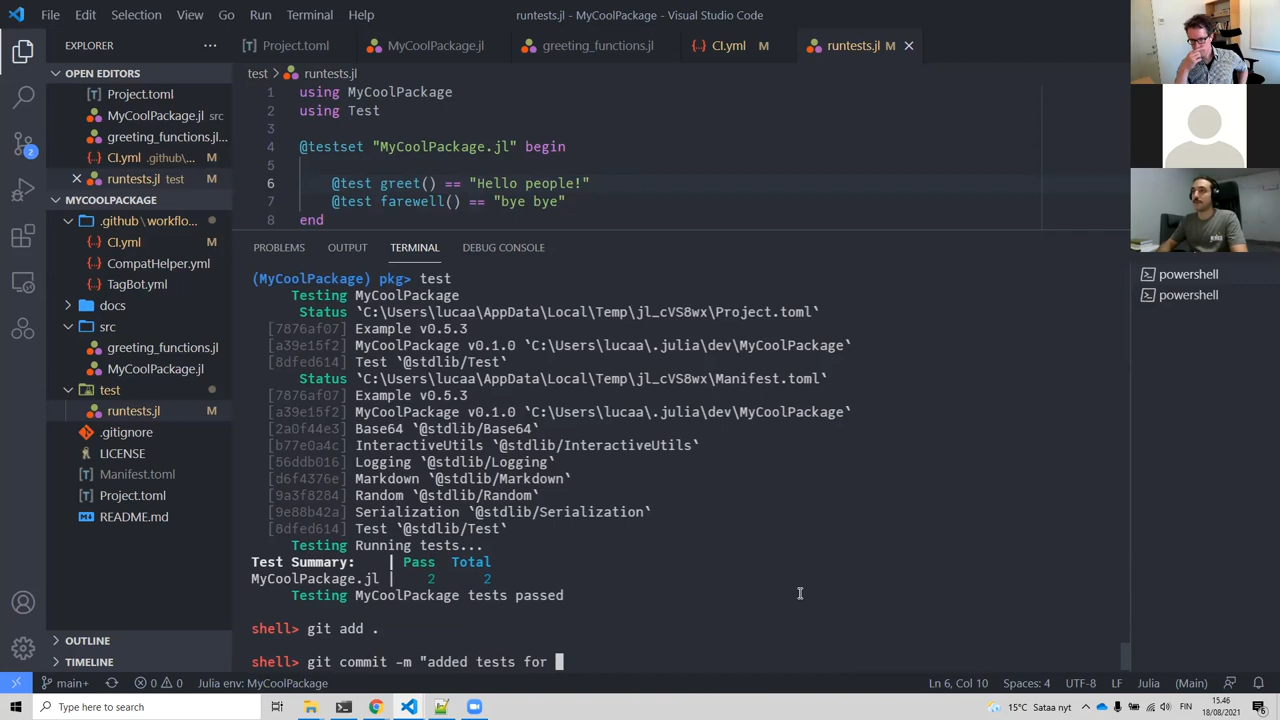 File Edit Selection View Go Run Terminal Help
runtests.jl - MyCoolPackage - Visual Studio Code
EXPLORER
OPEN EDITORS
Project.toml
MyCoolPackage.jl src
greeting_functions.jl...
CI.yml .github\... M
runtests.jl test M
MYCOOLPACKAGE
.github\workflo...
CI.yml M
CompatHelper.yml
TagBot.yml
docs
src
greeting_functions.jl
MyCoolPackage.jl
test
runtests.jl M
.gitignore
LICENSE
Manifest.toml
Project.toml
README.md
OUTLINE
TIMELINE
2
Project.toml MyCoolPackage.jl greeting_functions.jl CI.yml M runtests.jl M
test > runtests.jl
1 using MyCoolPackage
2 using Test
3
4 @testset "MyCoolPackage.jl" begin
5
6 @test greet() == "Hello people!"
7 @test farewell() == "bye bye"
8 end
PROBLEMS OUTPUT TERMINAL DEBUG CONSOLE
(MyCoolPackage) pkg> test
Testing MyCoolPackage
Status `C:\Users\lucaa\AppData\Local\Temp\jl_cVS8wx\Project.toml`
[7876af07] Example v0.5.3
[a39e15f2] MyCoolPackage v0.1.0 `C:\Users\lucaa\.julia\dev\MyCoolPackage`
[8dfed614] Test `@stdlib/Test`
Status `C:\Users\lucaa\AppData\Local\Temp\jl_cVS8wx\Manifest.toml`
[7876af07] Example v0.5.3
[a39e15f2] MyCoolPackage v0.1.0 `C:\Users\lucaa\.julia\dev\MyCoolPackage`
[2a0f44e3] Base64 `@stdlib/Base64`
[b77e0a4c] InteractiveUtils `@stdlib/InteractiveUtils`
[56ddb016] Logging `@stdlib/Logging`
[d6f4376e] Markdown `@stdlib/Markdown`
[9a3f8284] Random `@stdlib/Random`
[9e88b42a] Serialization `@stdlib/Serialization`
[8dfed614] Test `@stdlib/Test`
Testing Running tests...
Test Summary: | Pass Total
MyCoolPackage.jl | 2 2
Testing MyCoolPackage tests passed
shell> git add .
shell> git commit -m "added tests for
powershell
powershell
main+ 0 0 Julia env: MyCoolPackage
Ln 6, Col 10 Spaces: 4 UTF-8 LF Julia (Main)
Type here to search
15°C Sataa nyt
FIN
15.46
18/08/2021